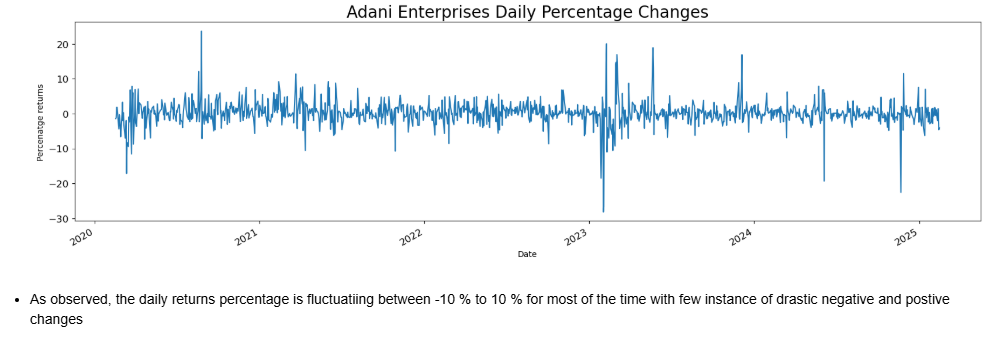 Adani Enterprises Daily Percentage Changes
20
10
0
−10
−20
−30
Percernatge returns
2020
2021
2022
2023
2024
2025
Date
• As observed, the daily returns percentage is fluctuatiing between -10 % to 10 % for most of the time with few instance of drastic negative and postive
changes